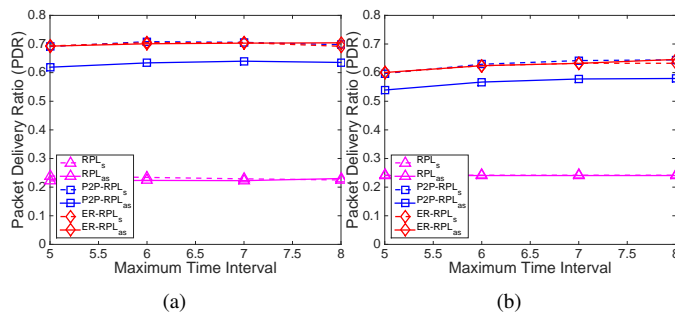 Packet Delivery Ratio (PDR)
0.8
0.7
0.6
0.5
0.4
0.3
0.2
0.1
0
RPLs
RPLas
P2P-RPLs
P2P-RPLas
ER-RPLs
ER-RPLas
5 5.5 6 6.5 7 7.5 8
Maximum Time Interval
(a)
Packet Delivery Ratio (PDR)
0.8
0.7
0.6
0.5
0.4
0.3
0.2
0.1
0
RPLs
RPLas
P2P-RPLs
P2P-RPLas
ER-RPLs
ER-RPLas
5 5.5 6 6.5 7 7.5 8
Maximum Time Interval
(b)